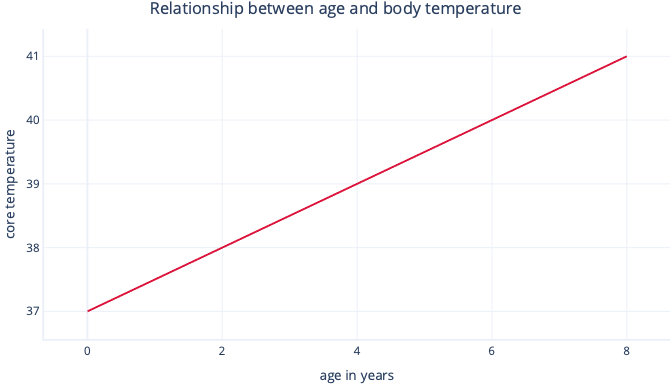 Relationship between age and body temperature
41
40
39
38
37
core temperature
0 2 4 6 8
age in years